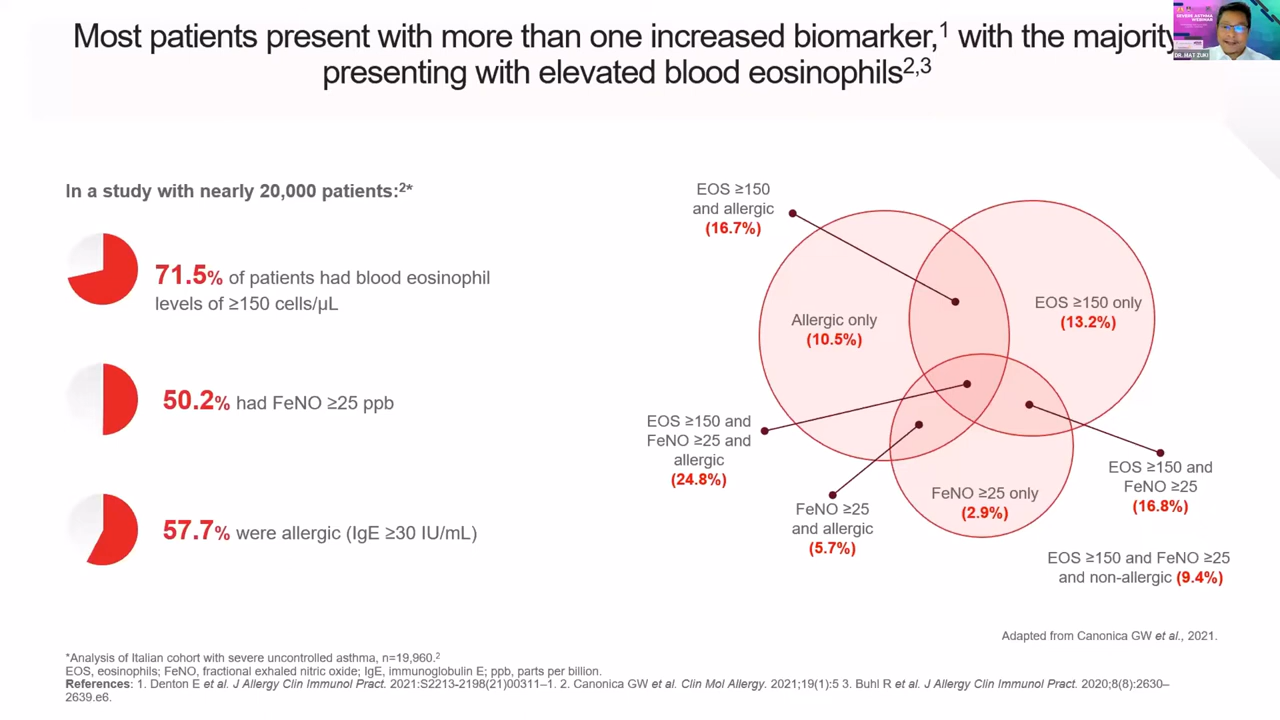 Most patients present with more than one increased biomarker,1 with the majority
presenting with elevated blood eosinophils2,3
SEVERE ASTHMA
WEBINAR
DR. MAT ZUKI
In a study with nearly 20,000 patients:2*
71.5% of patients had blood eosinophil
levels of ≥150 cells/µL
50.2% had FeNO ≥25 ppb
57.7% were allergic (IgE ≥30 IU/mL)
EOS ≥150
and allergic
(16.7%)
Allergic only
(10.5%)
EOS ≥150 only
(13.2%)
EOS ≥150 and
FeNO ≥25 and
allergic
(24.8%)
FeNO ≥25
and allergic
(5.7%)
FeNO ≥25 only
(2.9%)
EOS ≥150 and
FeNO ≥25
(16.8%)
EOS ≥150 and FeNO ≥25
and non-allergic (9.4%)
Adapted from Canonica GW et al., 2021.
*Analysis of Italian cohort with severe uncontrolled asthma, n=19,960.2
EOS, eosinophils; FeNO, fractional exhaled nitric oxide; IgE, immunoglobulin E; ppb, parts per billion.
References: 1. Denton E et al. J Allergy Clin Immunol Pract. 2021:S2213-2198(21)00311–1. 2. Canonica GW et al. Clin Mol Allergy. 2021;19(1):5 3. Buhl R et al. J Allergy Clin Immunol Pract. 2020;8(8):2630–
2639.e6.